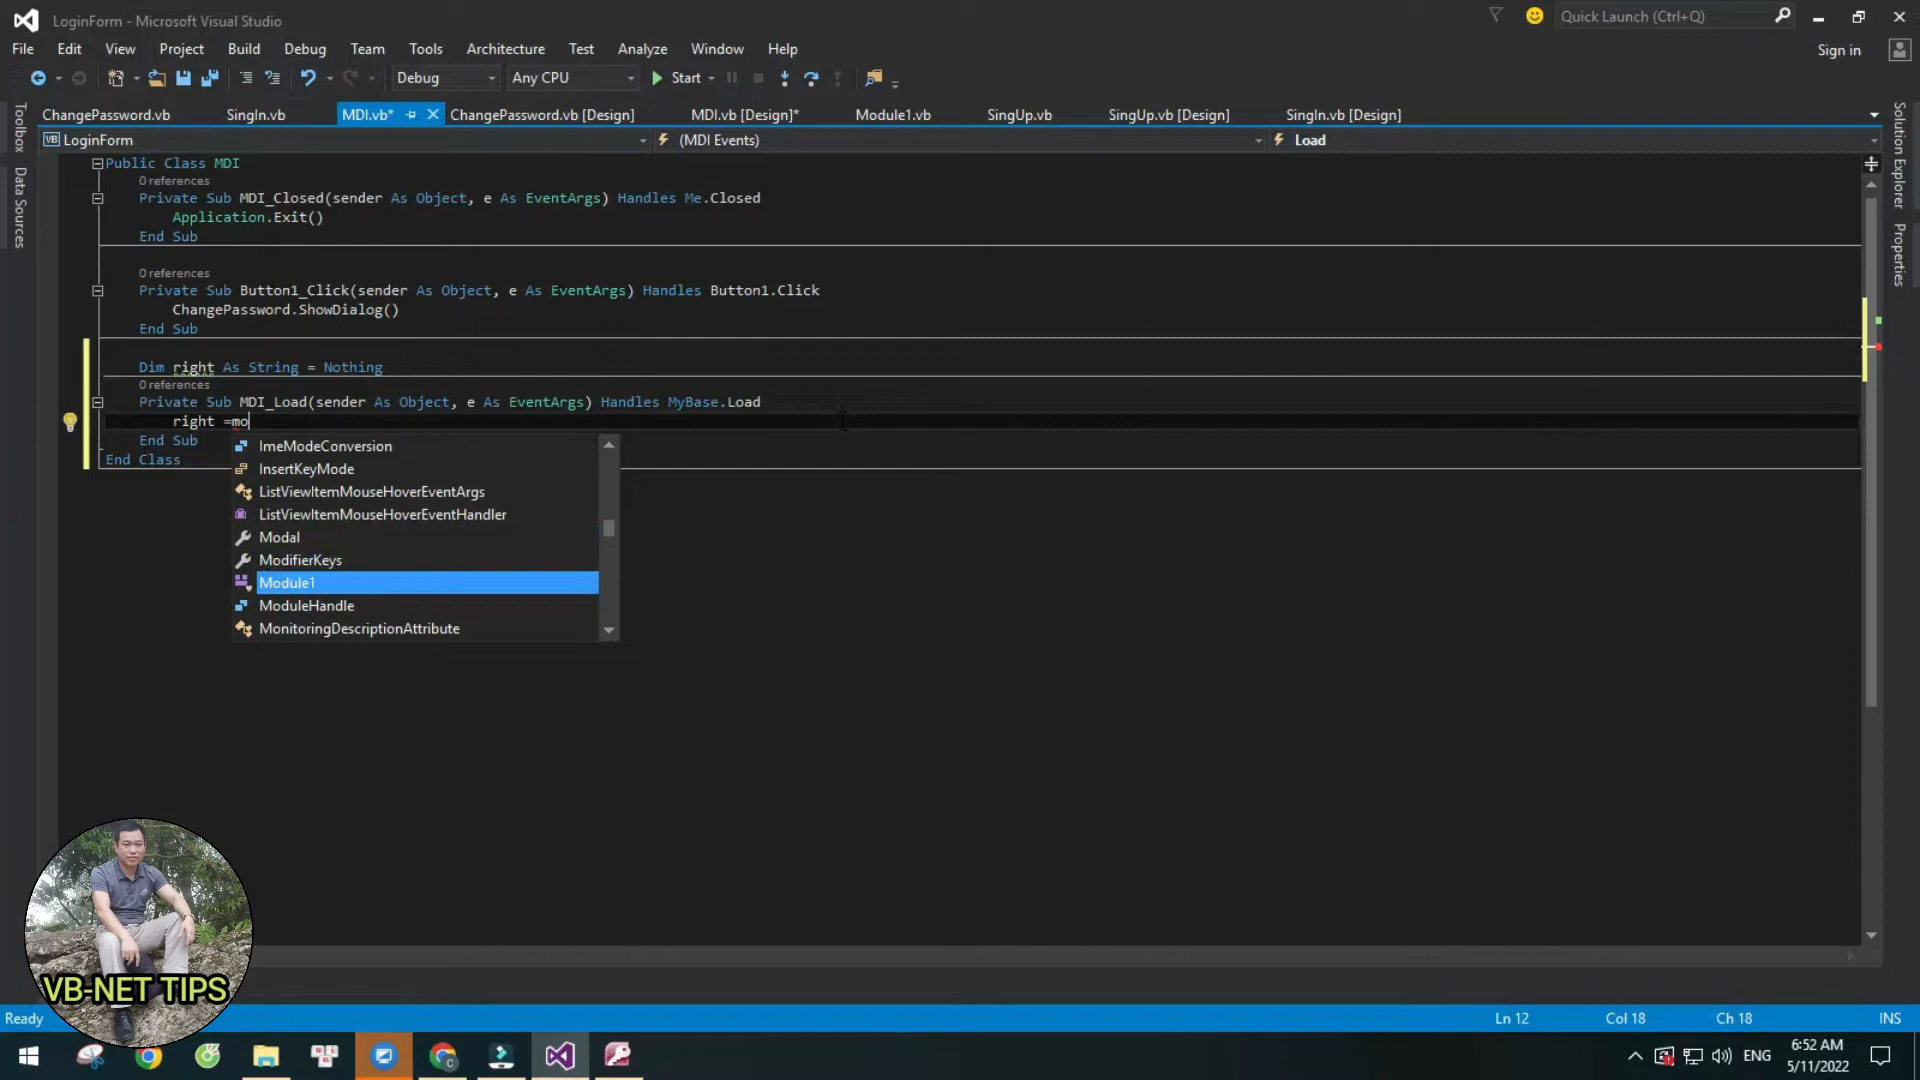 LoginForm - Microsoft Visual Studio
Quick Launch (Ctrl+Q)
File Edit View Project Build Debug Team Tools Architecture Test Analyze Window Help
Sign in
Debug Any CPU Start
ChangePassword.vb SingIn.vb MDI.vb* ChangePassword.vb [Design] MDI.vb [Design]* Module1.vb SingUp.vb SingUp.vb [Design] SingIn.vb [Design]
VB LoginForm (MDI Events) Load
Toolbox
Data Sources
Solution Explorer
Properties
Public Class MDI
0 references
Private Sub MDI_Closed(sender As Object, e As EventArgs) Handles Me.Closed
Application.Exit()
End Sub
0 references
Private Sub Button1_Click(sender As Object, e As EventArgs) Handles Button1.Click
ChangePassword.ShowDialog()
End Sub
Dim right As String = Nothing
0 references
Private Sub MDI_Load(sender As Object, e As EventArgs) Handles MyBase.Load
right =mo
End Sub
End Class
ImeModeConversion
InsertKeyMode
ListViewItemMouseHoverEventArgs
ListViewItemMouseHoverEventHandler
Modal
ModifierKeys
Module1
ModuleHandle
MonitoringDescriptionAttribute
VB-NET TIPS
Ready Ln 12 Col 18 Ch 18 INS
ENG
6:52 AM
5/11/2022